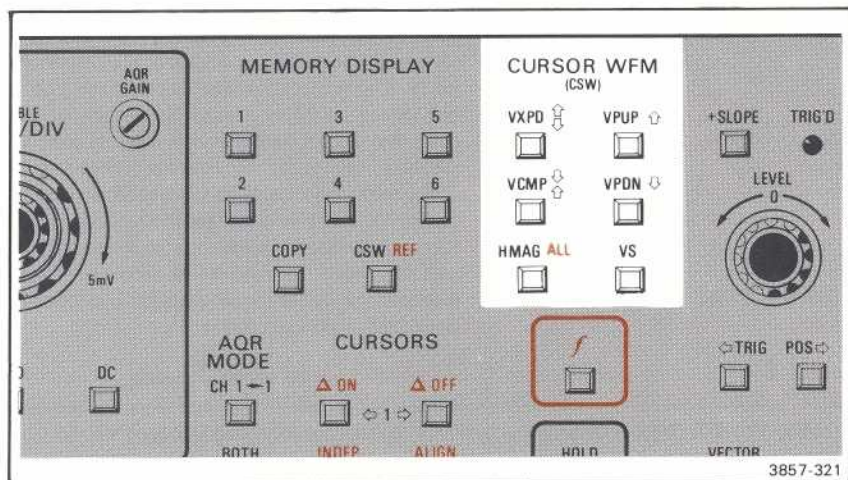 AQR
GAIN
BLE
/DIV
5mV
DC
MEMORY DISPLAY
1 3 5
2 4 6
COPY CSW REF
AQR
MODE
CH 1 ← 1
BOTH
CURSORS
Δ ON Δ OFF
⇦ 1 ⇨
INDEP ALIGN
CURSOR WFM
(CSW)
VXPD ⇧⇩ VPUP ⇧
VCMP ⇩⇧ VPDN ⇩
HMAG ALL VS
f
HOLD
+SLOPE TRIG'D
LEVEL
0
⇦TRIG POS⇨
VECTOR
3857-321